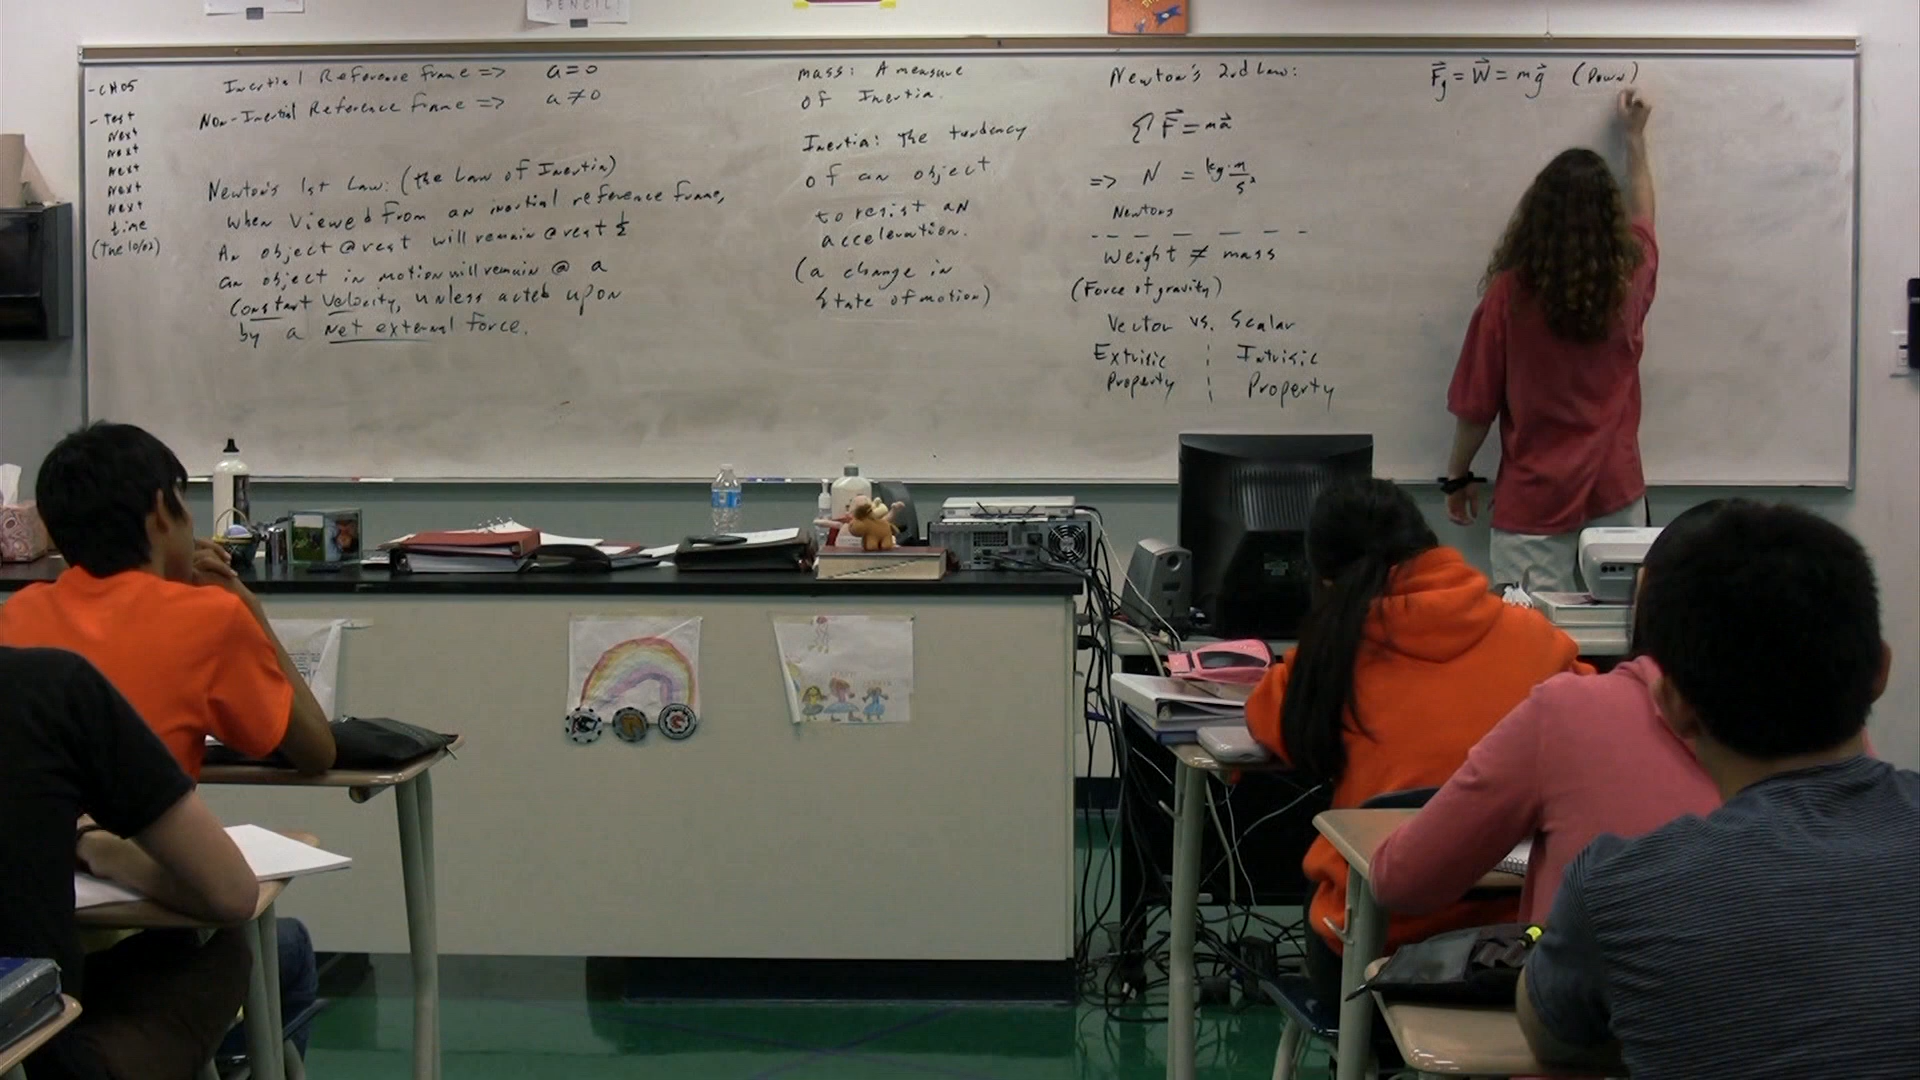 PENCIL!
- CH05
- Test
Next
Next
Next
Next
Next
time
(Tue 10/02)
Inertial Reference frame => a = 0
Non-Inertial Reference Frame => a ≠ 0
Newton's 1st Law: (the Law of Inertia)
When Viewed From an inertial reference frame,
An object @ rest will remain @ rest &
an object in motion will remain @ a
Constant Velocity, unless acted upon
by a net external force.
mass: A measure
of Inertia.
Inertia: the tendency
of an object
to resist an
acceleration.
(a change in
State of motion)
Newton's 2nd Law:
Σ F⃗ = ma⃗
=> N = kg·m/s²
Newtons
Weight ≠ mass
(Force of gravity)
Vector vs. Scalar
Extrisic Intrisic
Property Property
F⃗g = W⃗ = mg⃗ (Down)